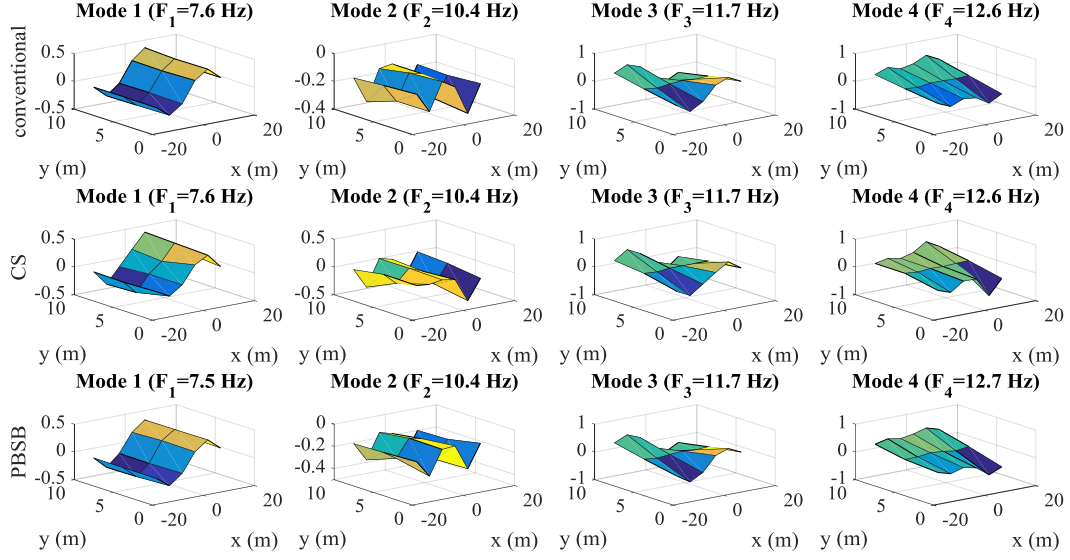 Mode 1 (F1=7.6 Hz)
Mode 2 (F2=10.4 Hz)
Mode 3 (F3=11.7 Hz)
Mode 4 (F4=12.6 Hz)
conventional
0.5
0
-0.5
10
5
0
-20
0
20
y (m)
x (m)
0
-0.2
-0.4
10
5
0
-20
0
20
y (m)
x (m)
1
0
-1
10
5
0
-20
0
20
y (m)
x (m)
1
0
-1
10
5
0
-20
0
20
y (m)
x (m)
Mode 1 (F1=7.6 Hz)
Mode 2 (F2=10.4 Hz)
Mode 3 (F3=11.7 Hz)
Mode 4 (F4=12.6 Hz)
CS
0.5
0
-0.5
10
5
0
-20
0
20
y (m)
x (m)
0.5
0
-0.5
10
5
0
-20
0
20
y (m)
x (m)
1
0
-1
10
5
0
-20
0
20
y (m)
x (m)
1
0
-1
10
5
0
-20
0
20
y (m)
x (m)
Mode 1 (F1=7.5 Hz)
Mode 2 (F2=10.4 Hz)
Mode 3 (F3=11.7 Hz)
Mode 4 (F4=12.7 Hz)
PBSB
0.5
0
-0.5
10
5
0
-20
0
20
y (m)
x (m)
0
-0.2
-0.4
10
5
0
-20
0
20
y (m)
x (m)
1
0
-1
10
5
0
-20
0
20
y (m)
x (m)
1
0
-1
10
5
0
-20
0
20
y (m)
x (m)